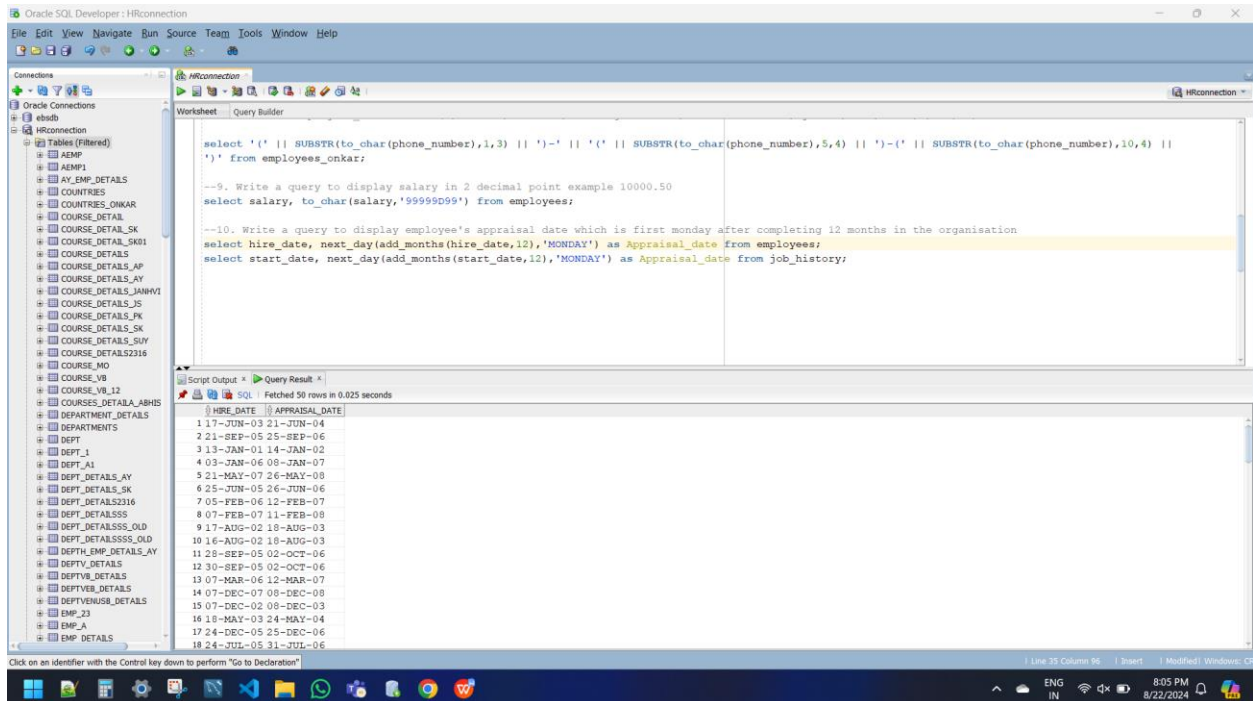 Oracle SQL Developer : HRconnection
File Edit View Navigate Run Source Team Tools Window Help
Connections
Oracle Connections
ebsdb
HRconnection
Tables (Filtered)
AEMP
AEMP1
AY_EMP_DETAILS
COUNTRIES
COUNTRIES_ONKAR
COURSE_DETAIL
COURSE_DETAIL_SK
COURSE_DETAIL_SK01
COURSE_DETAILS
COURSE_DETAILS_AP
COURSE_DETAILS_AY
COURSE_DETAILS_JANHVI
COURSE_DETAILS_JS
COURSE_DETAILS_PK
COURSE_DETAILS_SK
COURSE_DETAILS_SUY
COURSE_DETAILS2316
COURSE_MO
COURSE_VB
COURSE_VB_12
COURSES_DETAILA_ABHIS
DEPARTMENT_DETAILS
DEPARTMENTS
DEPT
DEPT_1
DEPT_A1
DEPT_DETAILS_AY
DEPT_DETAILS_SK
DEPT_DETAILS2316
DEPT_DETAILSSS
DEPT_DETAILSSS_OLD
DEPT_DETAILSSSS_OLD
DEPTH_EMP_DETAILS_AY
DEPTV_DETAILS
DEPTVB_DETAILS
DEPTVEB_DETAILS
DEPTVENUSB_DETAILS
EMP_23
EMP_A
EMP_DETAILS
HRconnection
HRconnection
Worksheet Query Builder
select '(' || SUBSTR(to_char(phone_number),1,3) || ')-' || '(' || SUBSTR(to_char(phone_number),5,4) || ')-(' || SUBSTR(to_char(phone_number),10,4) ||
')' from employees_onkar;
--9. Write a query to display salary in 2 decimal point example 10000.50
select salary, to_char(salary,'99999D99') from employees;
--10. Write a query to display employee's appraisal date which is first monday after completing 12 months in the organisation
select hire_date, next_day(add_months(hire_date,12),'MONDAY') as Appraisal_date from employees;
select start_date, next_day(add_months(start_date,12),'MONDAY') as Appraisal_date from job_history;
Script Output × Query Result ×
SQL | Fetched 50 rows in 0.025 seconds
HIRE_DATE APPRAISAL_DATE
1 17-JUN-03 21-JUN-04
2 21-SEP-05 25-SEP-06
3 13-JAN-01 14-JAN-02
4 03-JAN-06 08-JAN-07
5 21-MAY-07 26-MAY-08
6 25-JUN-05 26-JUN-06
7 05-FEB-06 12-FEB-07
8 07-FEB-07 11-FEB-08
9 17-AUG-02 18-AUG-03
10 16-AUG-02 18-AUG-03
11 28-SEP-05 02-OCT-06
12 30-SEP-05 02-OCT-06
13 07-MAR-06 12-MAR-07
14 07-DEC-07 08-DEC-08
15 07-DEC-02 08-DEC-03
16 18-MAY-03 24-MAY-04
17 24-DEC-05 25-DEC-06
18 24-JUL-05 31-JUL-06
Click on an identifier with the Control key down to perform "Go to Declaration"
| Line 35 Column 96 | Insert | Modified| Windows: CR
ENG
IN
8:05 PM
8/22/2024